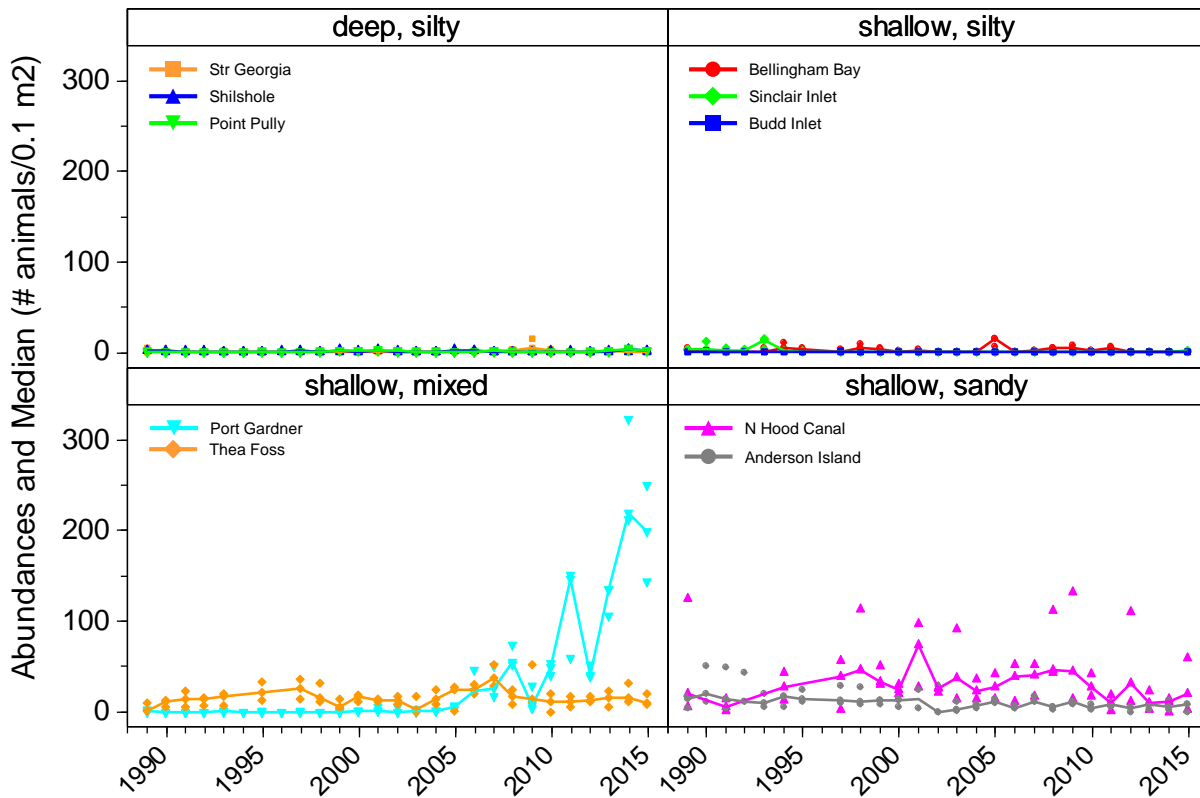 Abundances and Median (# animals/0.1 m2)
deep, silty
300
200
100
0
Str Georgia
Shilshole
Point Pully
shallow, silty
Bellingham Bay
Sinclair Inlet
Budd Inlet
shallow, mixed
300
200
100
0
Port Gardner
Thea Foss
1990
1995
2000
2005
2010
2015
shallow, sandy
N Hood Canal
Anderson Island
1990
1995
2000
2005
2010
2015